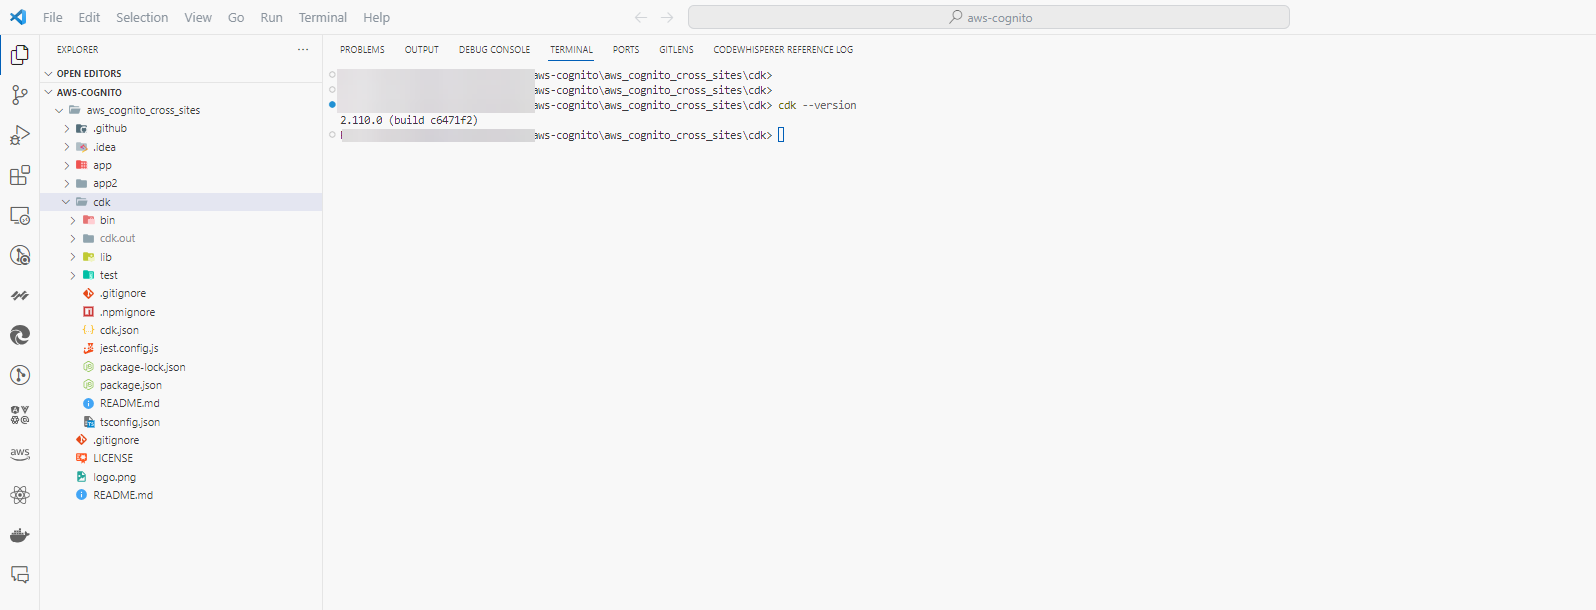 File Edit Selection View Go Run Terminal Help
aws-cognito
EXPLORER
...
OPEN EDITORS
AWS-COGNITO
aws_cognito_cross_sites
.github
.idea
app
app2
cdk
bin
cdk.out
lib
test
.gitignore
.npmignore
cdk.json
jest.config.js
package-lock.json
package.json
README.md
tsconfig.json
.gitignore
LICENSE
logo.png
README.md
aws
PROBLEMS OUTPUT DEBUG CONSOLE TERMINAL PORTS GITLENS CODEWHISPERER REFERENCE LOG
aws-cognito\aws_cognito_cross_sites\cdk>
aws-cognito\aws_cognito_cross_sites\cdk>
aws-cognito\aws_cognito_cross_sites\cdk> cdk --version
2.110.0 (build c6471f2)
aws-cognito\aws_cognito_cross_sites\cdk>